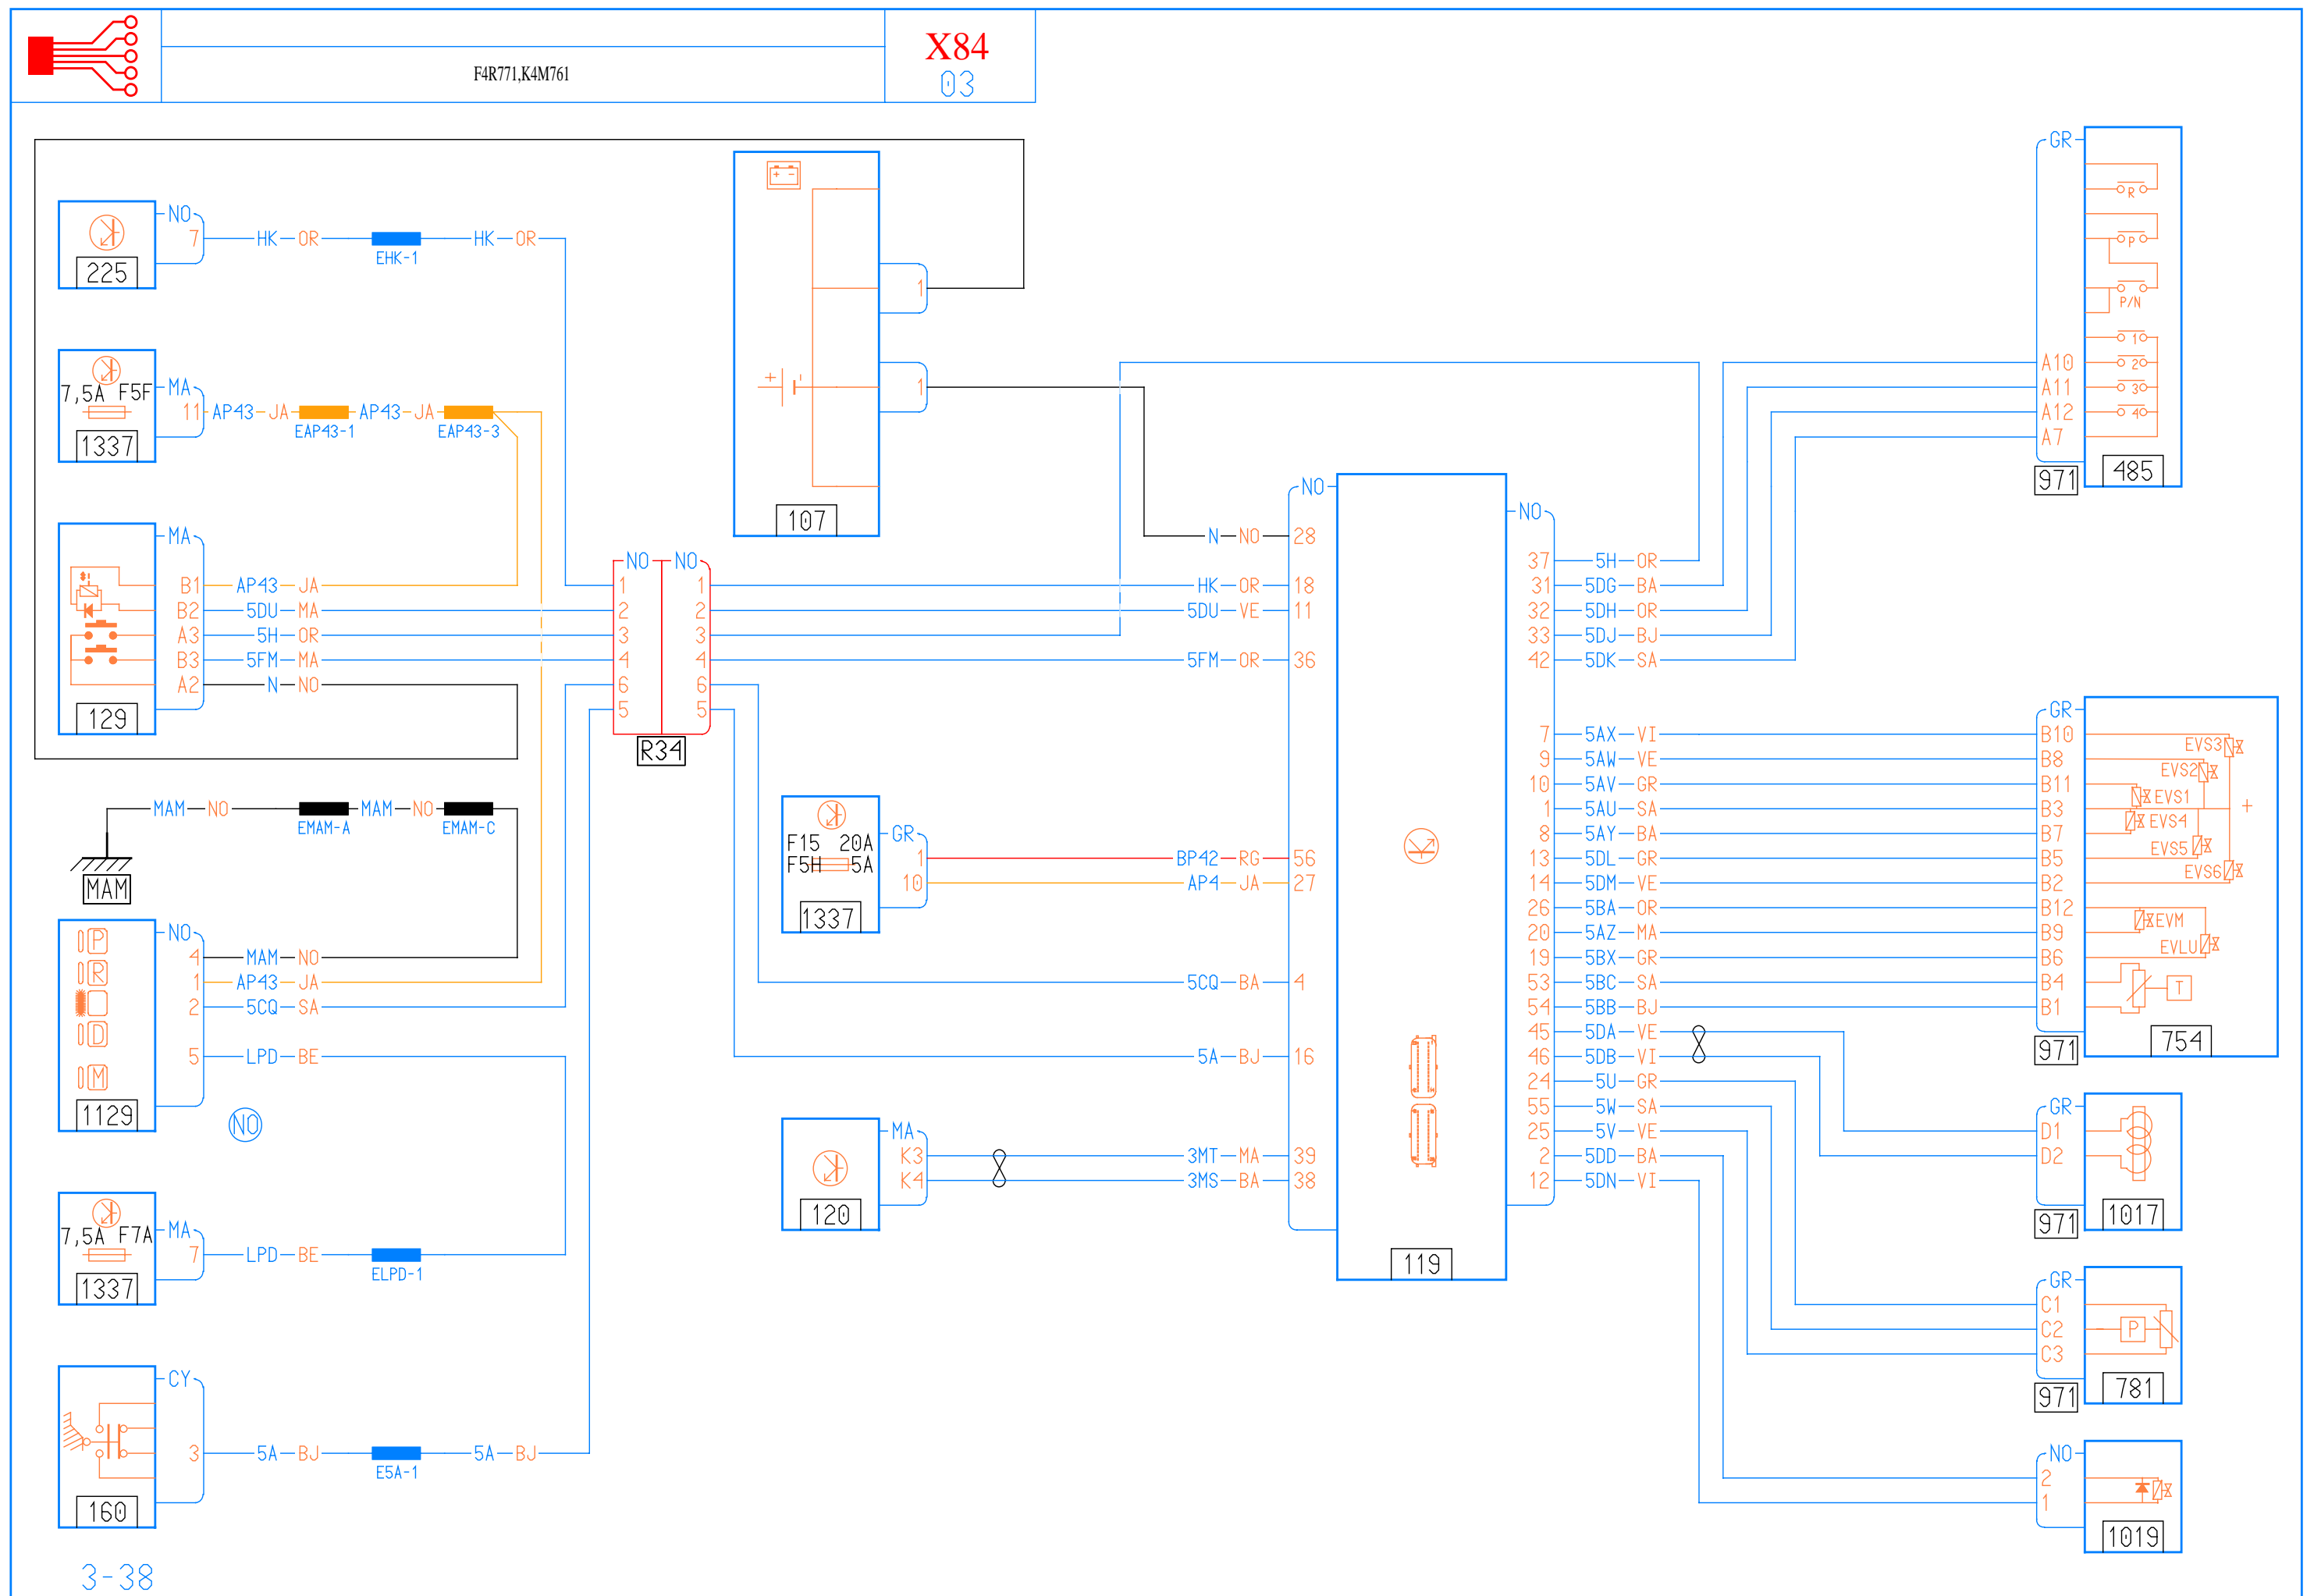 F4R771,K4M761
X84
03
225
NO
7 HK OR EHK-1 HK OR
7,5A F5F
1337
MA
11 AP43 JA EAP43-1 AP43 JA EAP43-3
129
MA
B1 AP43 JA
B2 5DU MA
A3 5H OR
B3 5FM MA
A2 N NO
MAM NO EMAM-A MAM NO EMAM-C
MAM
P
R
D
M
1129
NO
4 MAM NO
1 AP43 JA
2 5CQ SA
5 LPD BE
NO
7,5A F7A
1337
MA
7 LPD BE ELPD-1
160
CY
3 5A BJ E5A-1 5A BJ
3-38
NO NO
1 1
2 2
3 3
4 4
6 6
5 5
R34
+ -
1
+ -
1
107
F15 20A
F5H 5A
1337
GR
1 BP42 RG 56
10 AP4 JA 27
120
MA
K3 3MT MA 39
K4 3MS BA 38
NO
N NO 28
HK OR 18
5DU VE 11
5FM OR 36
5CQ BA 4
5A BJ 16
119
NO
37 5H OR
31 5DG BA
32 5DH OR
33 5DJ BJ
42 5DK SA
7 5AX VI
9 5AW VE
10 5AV GR
1 5AU SA
8 5AY BA
13 5DL GR
14 5DM VE
26 5BA OR
20 5AZ MA
19 5BX GR
53 5BC SA
54 5BB BJ
45 5DA VE
46 5DB VI
24 5U GR
55 5W SA
25 5V VE
2 5DD BA
12 5DN VI
GR
R
P
P/N
1
A10 2
A11 3
A12 4
A7
971
485
GR
B10 EVS3
B8 EVS2
B11 EVS1
B3 +
B7 EVS4
B5 EVS5
B2 EVS6
B12
B9 EVM
B6 EVLU
B4 T
B1
971
754
GR
D1
D2
971
1017
GR
C1
C2 - P
C3
971
781
NO
2
1
1019